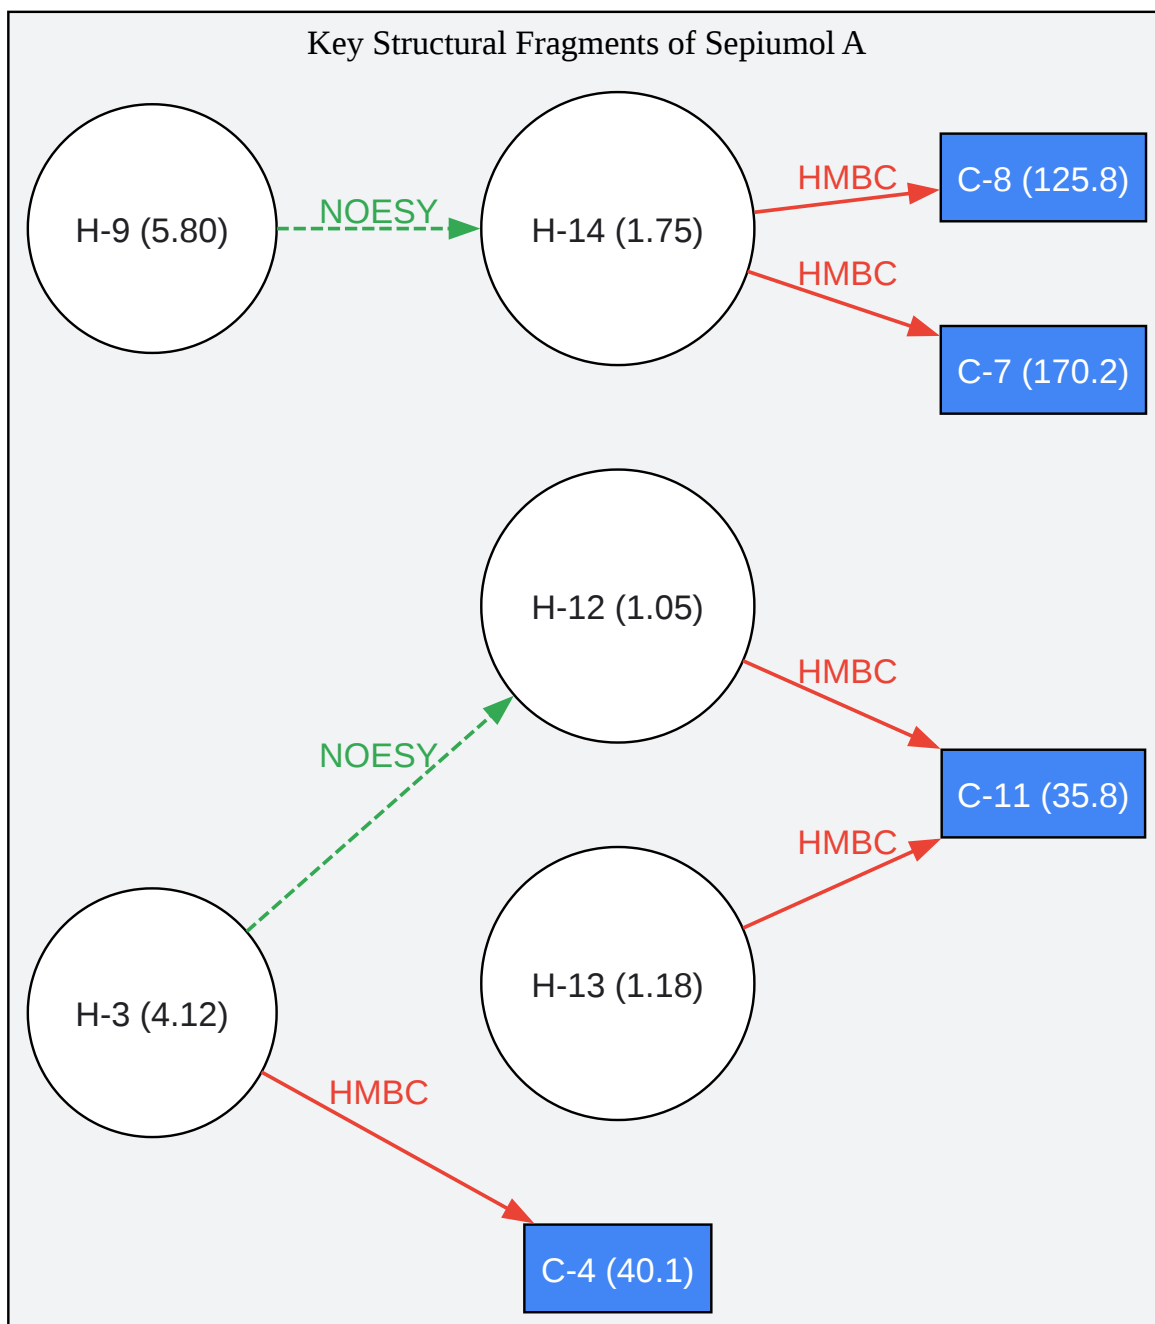 Key Structural Fragments of Sepiumol A
H-9 (5.80)
NOESY
H-14 (1.75)
HMBC
C-8 (125.8)
HMBC
C-7 (170.2)
H-12 (1.05)
HMBC
NOESY
C-11 (35.8)
HMBC
H-13 (1.18)
H-3 (4.12)
HMBC
C-4 (40.1)